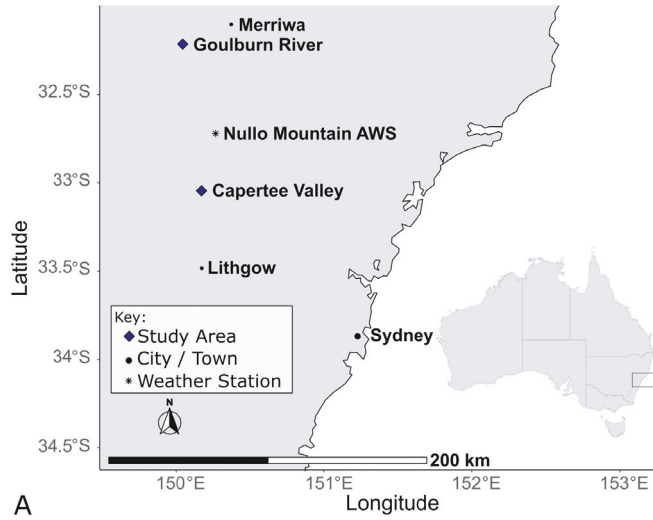 Merriwa
Goulburn River
32.5°S
Nullo Mountain AWS
33°S
Capertee Valley
Latitude
33.5°S
Lithgow
Key:
Study Area
City / Town
Weather Station
Sydney
34°S
N
34.5°S
200 km
150°E
151°E
152°E
153°E
A
Longitude